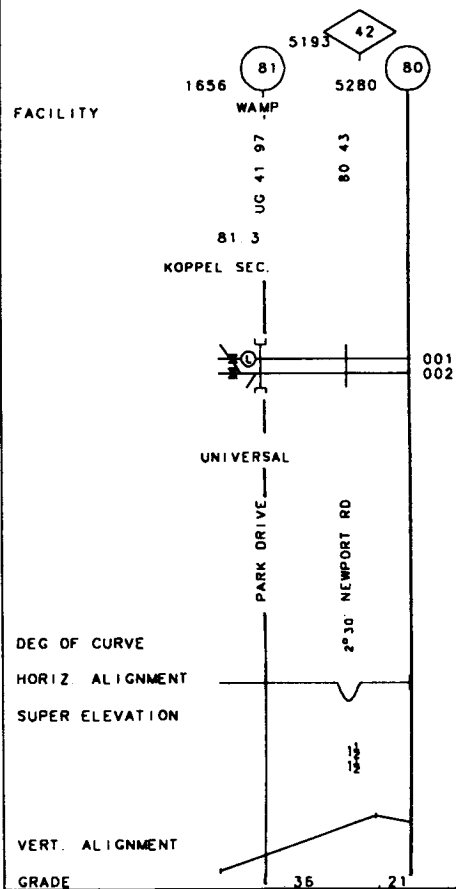 42
5193
81
80
1656
5280
FACILITY
WAMP
UG 41 97
80 43
81.3
KOPPEL SEC.
L
001
002
UNIVERSAL
PARK DRIVE
2°30' NEWPORT RD
DEG OF CURVE
HORIZ. ALIGNMENT
SUPER ELEVATION
VERT. ALIGNMENT
GRADE
.36
.21